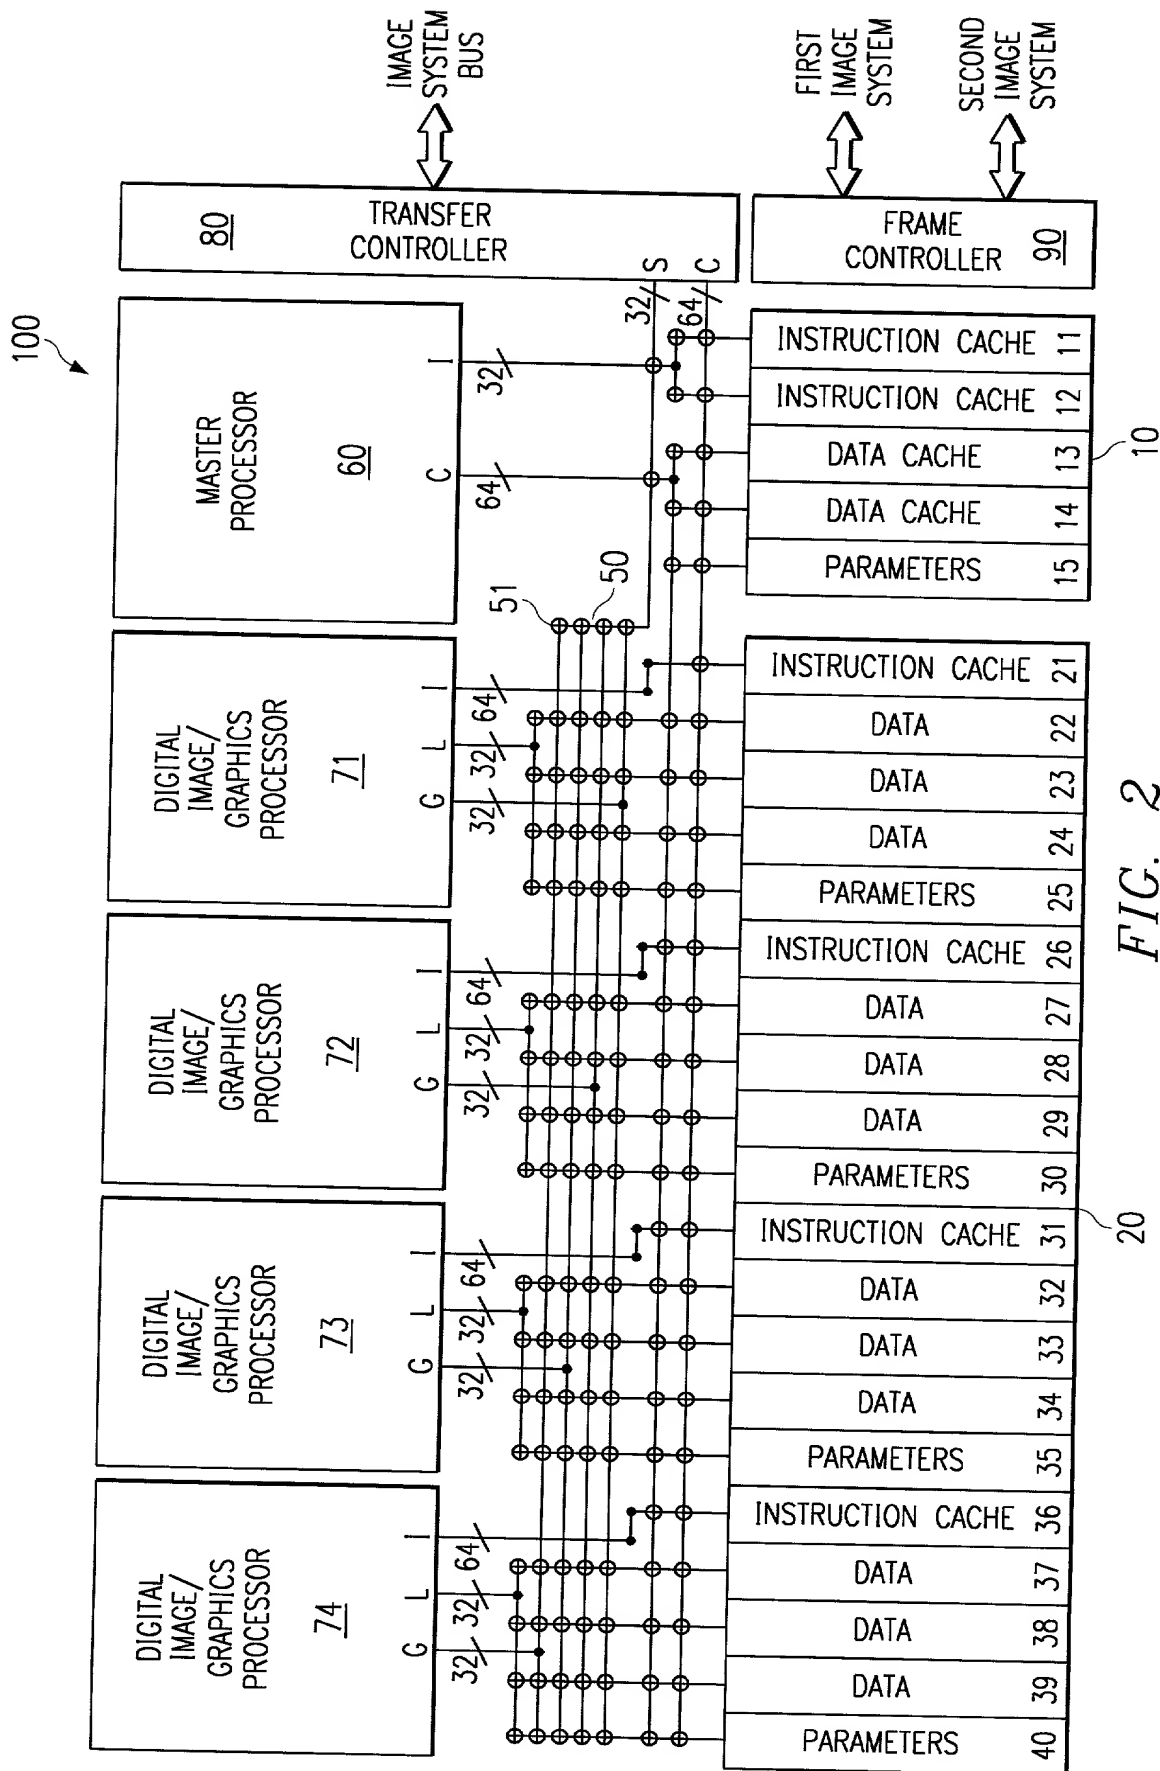 100
DIGITAL
IMAGE/
GRAPHICS
PROCESSOR
74
G
L
I
DIGITAL
IMAGE/
GRAPHICS
PROCESSOR
73
G
L
I
DIGITAL
IMAGE/
GRAPHICS
PROCESSOR
72
G
L
I
DIGITAL
IMAGE/
GRAPHICS
PROCESSOR
71
G
L
I
MASTER
PROCESSOR
60
C
I
80
TRANSFER
CONTROLLER
S
C
IMAGE
SYSTEM
BUS
32
32
64
32
32
64
32
32
64
32
32
64
64
32
32
64
51
50
PARAMETERS
40
DATA
39
DATA
38
DATA
37
INSTRUCTION CACHE
36
PARAMETERS
35
DATA
34
DATA
33
DATA
32
INSTRUCTION CACHE
31
PARAMETERS
30
DATA
29
DATA
28
DATA
27
INSTRUCTION CACHE
26
PARAMETERS
25
DATA
24
DATA
23
DATA
22
INSTRUCTION CACHE
21
20
PARAMETERS
15
DATA CACHE
14
DATA CACHE
13
INSTRUCTION CACHE
12
INSTRUCTION CACHE
11
10
FRAME
CONTROLLER
90
FIRST
IMAGE
SYSTEM
SECOND
IMAGE
SYSTEM
FIG. 2